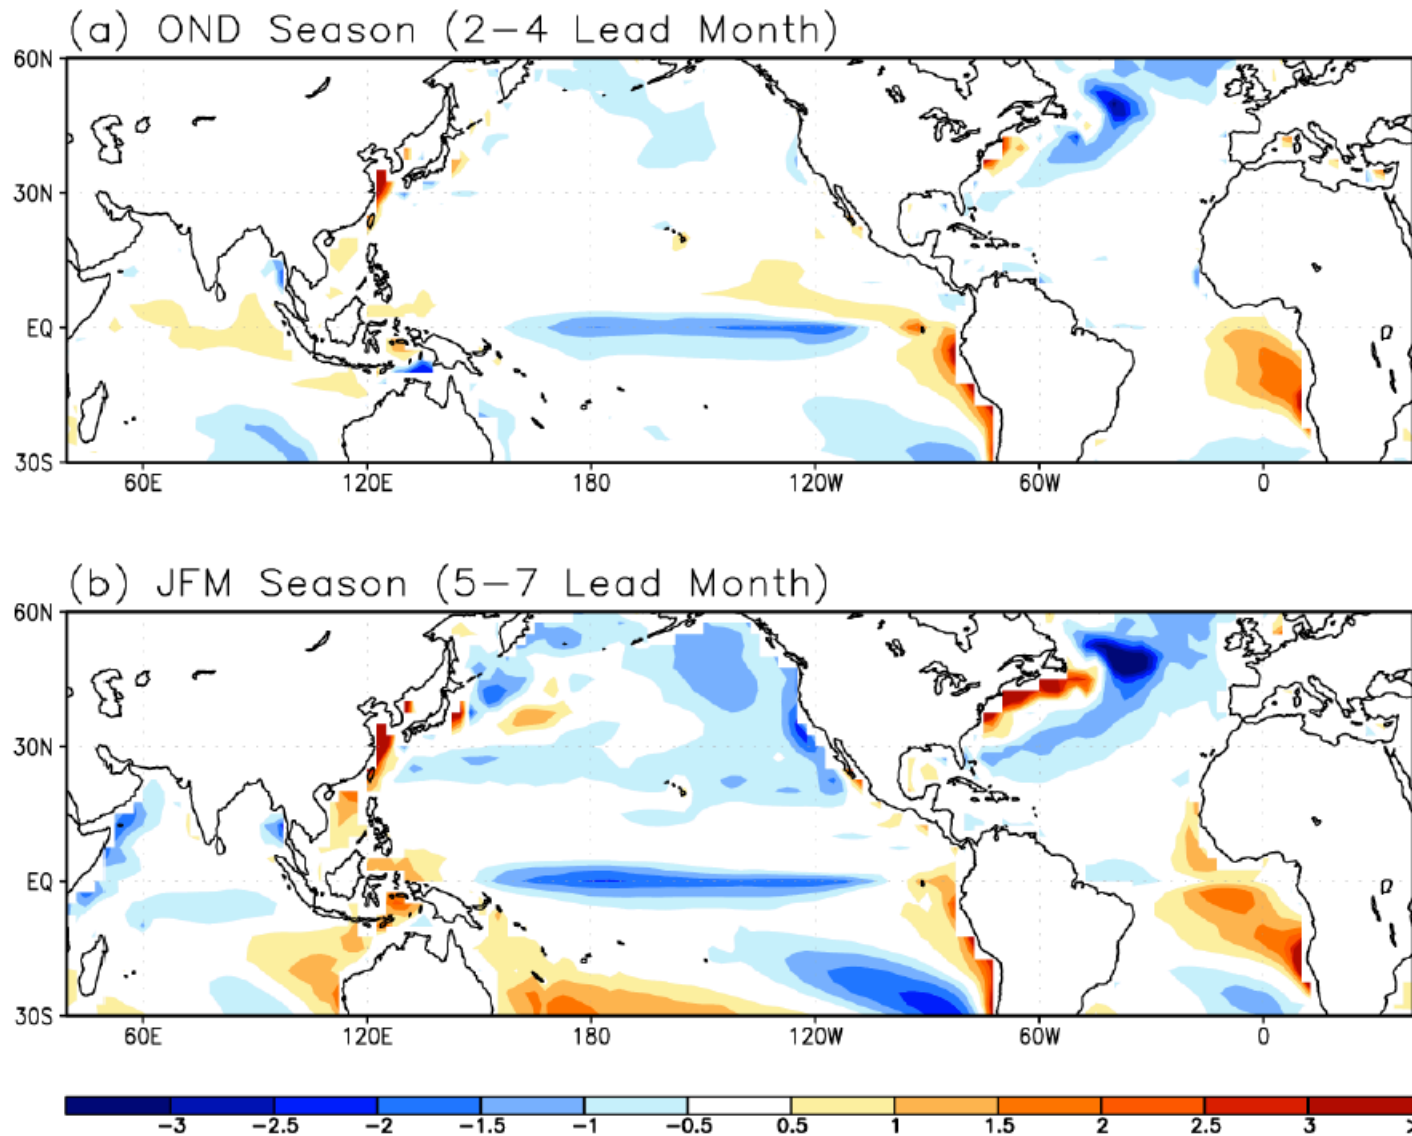 (a) OND Season (2-4 Lead Month)
60N
30N
EQ
30S
60E 120E 180 120W 60W 0
(b) JFM Season (5-7 Lead Month)
60N
30N
EQ
30S
60E 120E 180 120W 60W 0
-3 -2.5 -2 -1.5 -1 -0.5 0.5 1 1.5 2 2.5 3